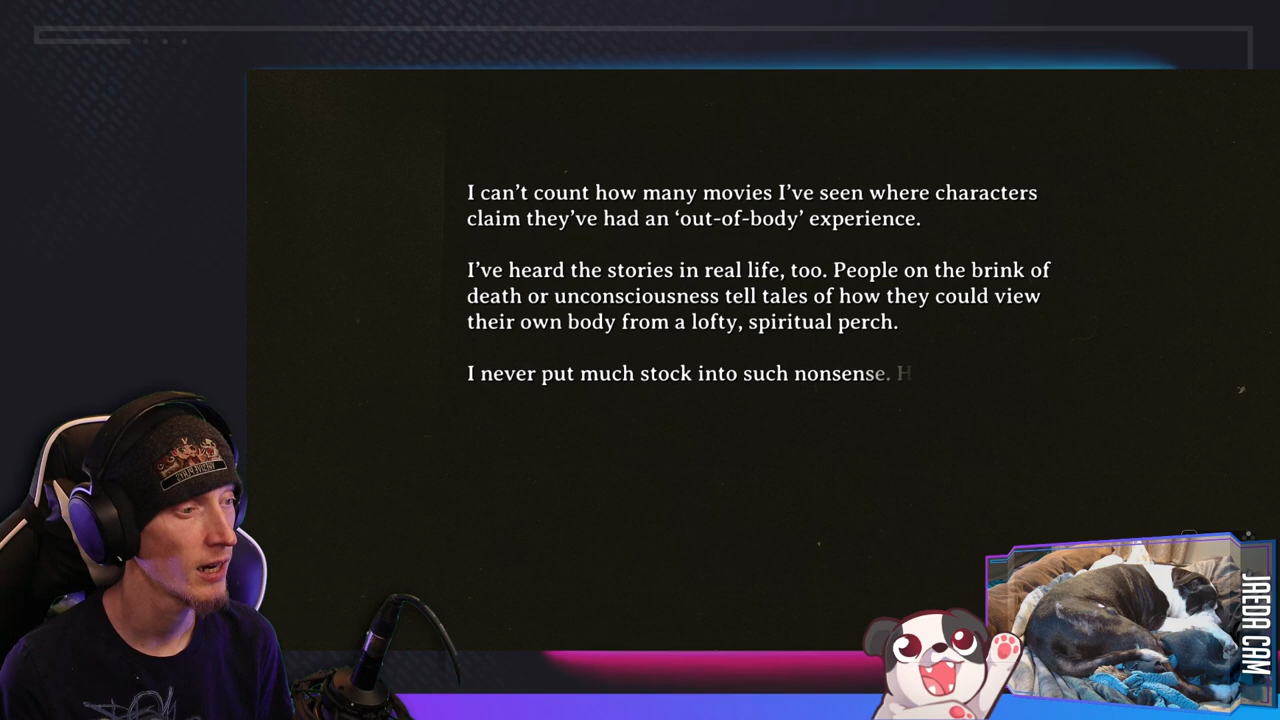 I can't count how many movies I've seen where characters
claim they've had an 'out-of-body' experience.
I've heard the stories in real life, too. People on the brink of
death or unconsciousness tell tales of how they could view
their own body from a lofty, spiritual perch.
I never put much stock into such nonsense. H
JAEDA CAM